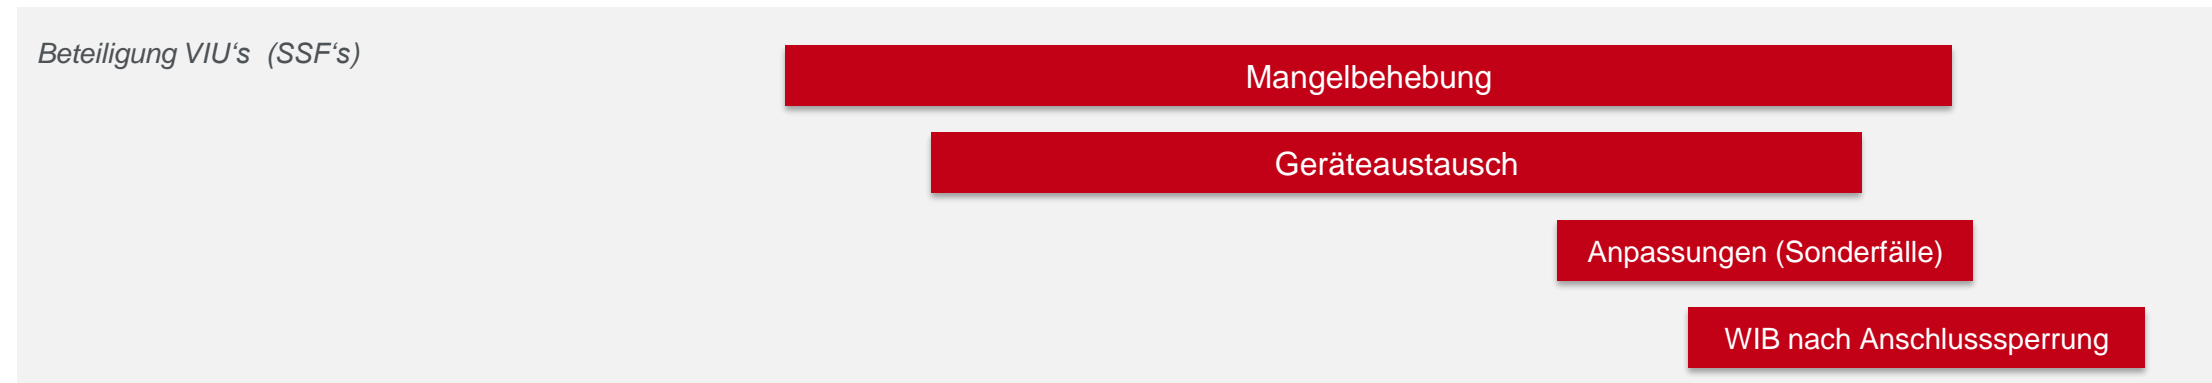 Beteiligung VIU‘s (SSF‘s)
Mangelbehebung
Geräteaustausch
Anpassungen (Sonderfälle)
WIB nach Anschlusssperrung